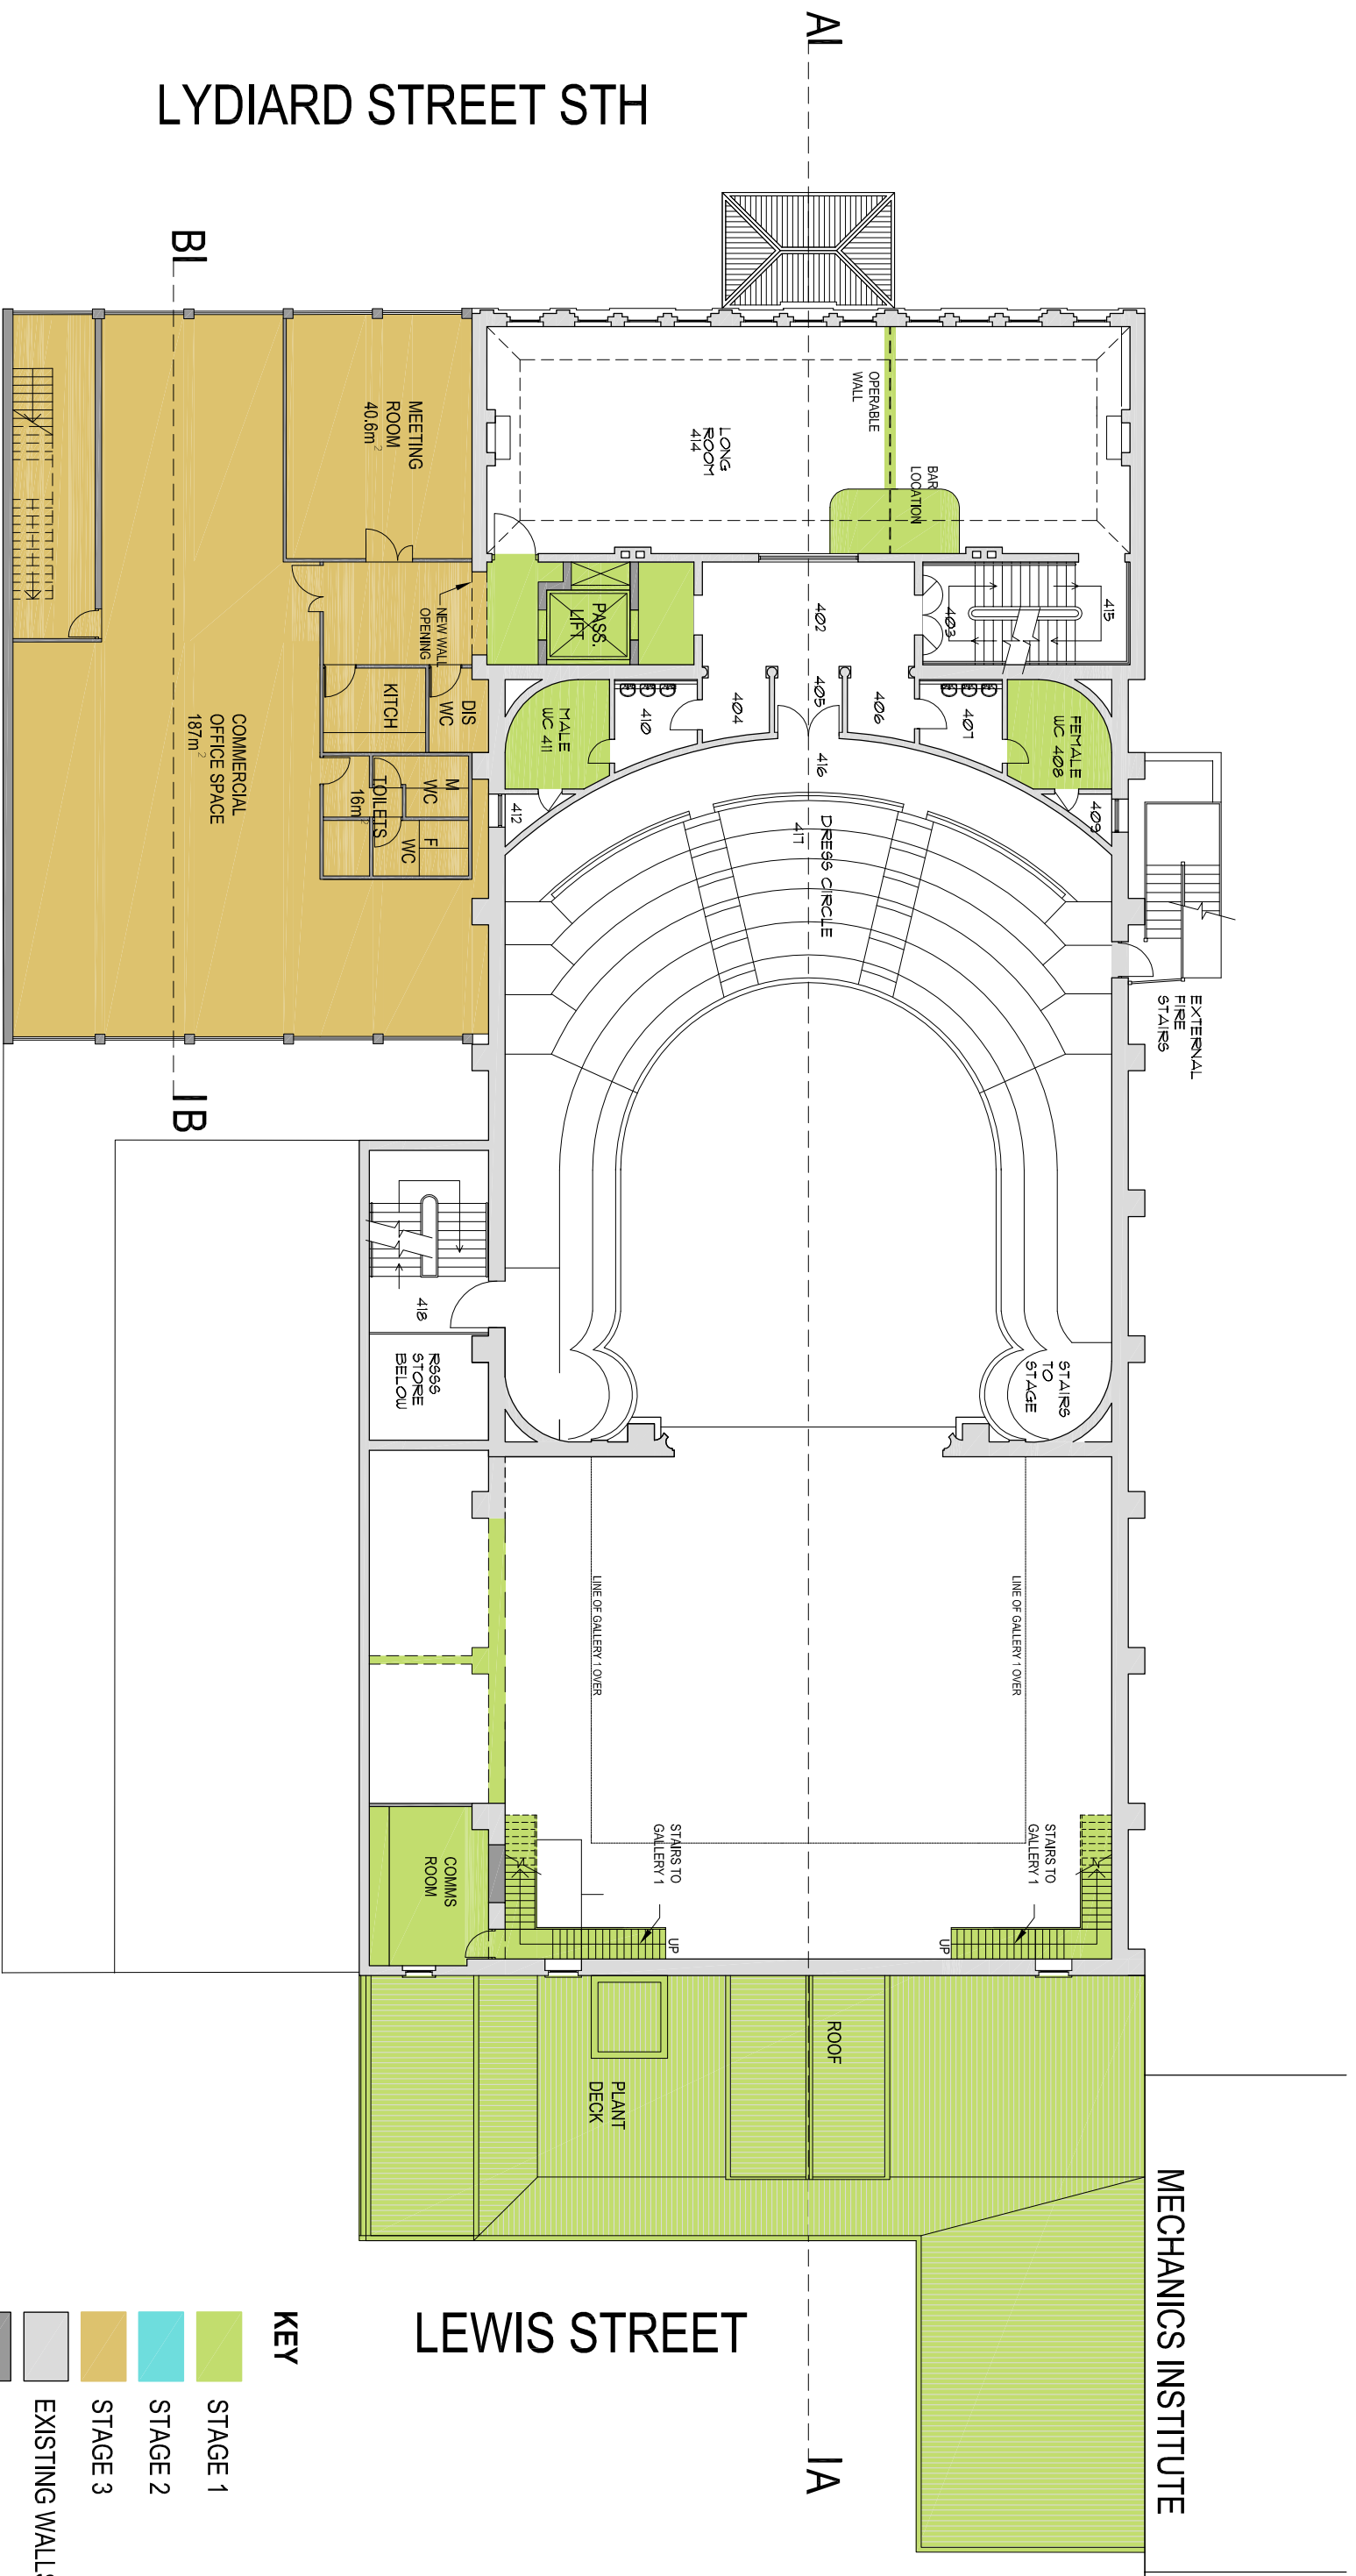 LYDIARD STREET STH
A
B
MEETING
ROOM
40.6m²
COMMERCIAL
OFFICE SPACE
187m²
NEW WALL
OPENING
KITCH
DIS
WC
M
WC
TOILETS
16m²
F
WC
B
LONG
ROOM
414
OPERABLE
WALL
BAR
LOCATION
PASS.
LIFT
402
403
415
404
405
406
407
410
MALE
WC 411
FEMALE
WC 408
412
409
416
DRESS CIRCLE
417
EXTERNAL
FIRE
STAIRS
418
RSSS
STORE
BELOW
STAIRS
TO
STAGE
LINE OF GALLERY 1 OVER
LINE OF GALLERY 1 OVER
STAIRS TO
GALLERY 1
STAIRS TO
GALLERY 1
UP
UP
COMMS
ROOM
ROOF
PLANT
DECK
MECHANICS INSTITUTE
LEWIS STREET
A
KEY
STAGE 1
STAGE 2
STAGE 3
EXISTING WALLS